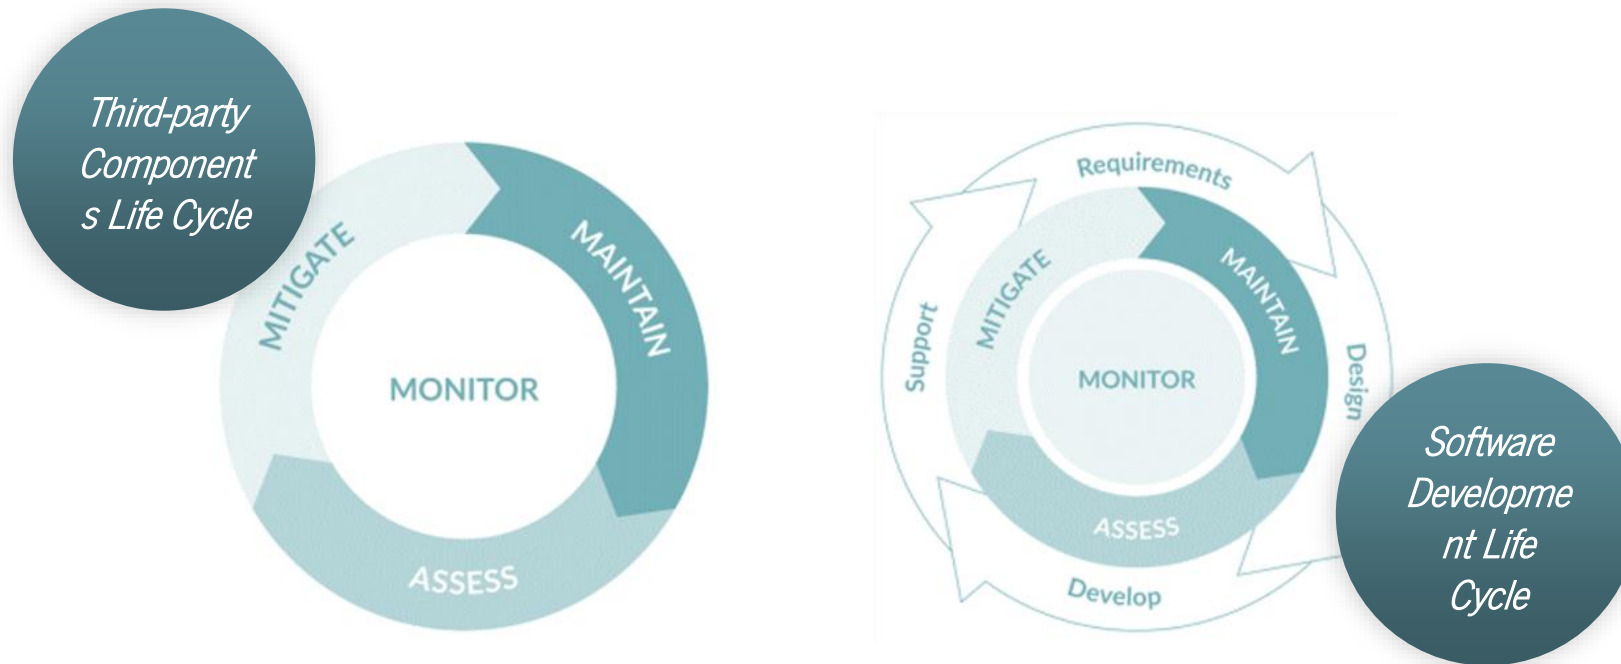 Third-party
Component
s Life Cycle
MITIGATE
MAINTAIN
MONITOR
ASSESS
Requirements
MITIGATE
MAINTAIN
Support
MONITOR
Design
ASSESS
Develop
Software
Developme
nt Life
Cycle